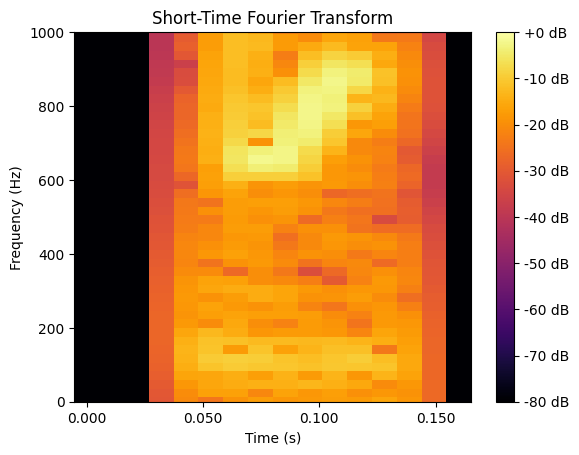 Short-Time Fourier Transform
1000
800
600
400
200
0
Frequency (Hz)
0.000
0.050
0.100
0.150
Time (s)
+0 dB
-10 dB
-20 dB
-30 dB
-40 dB
-50 dB
-60 dB
-70 dB
-80 dB